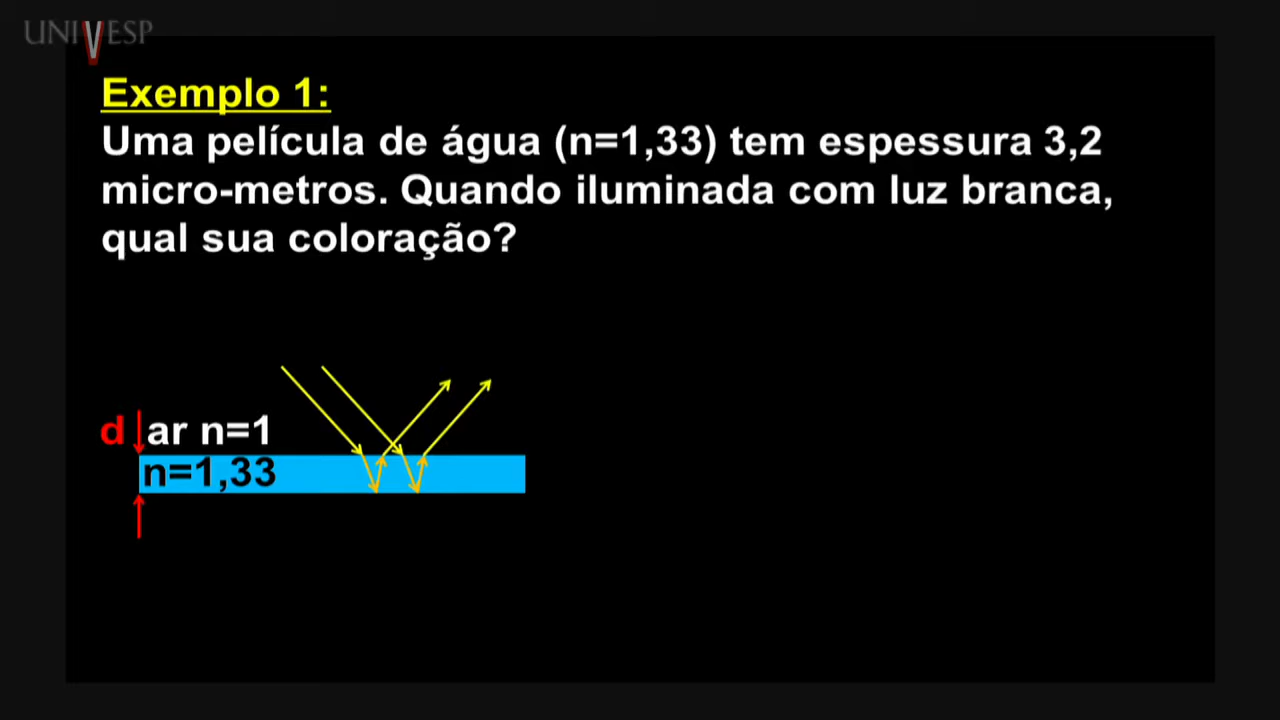 UNIVESP
Exemplo 1:
Uma película de água (n=1,33) tem espessura 3,2
micro-metros. Quando iluminada com luz branca,
qual sua coloração?
d ar n=1
n=1,33